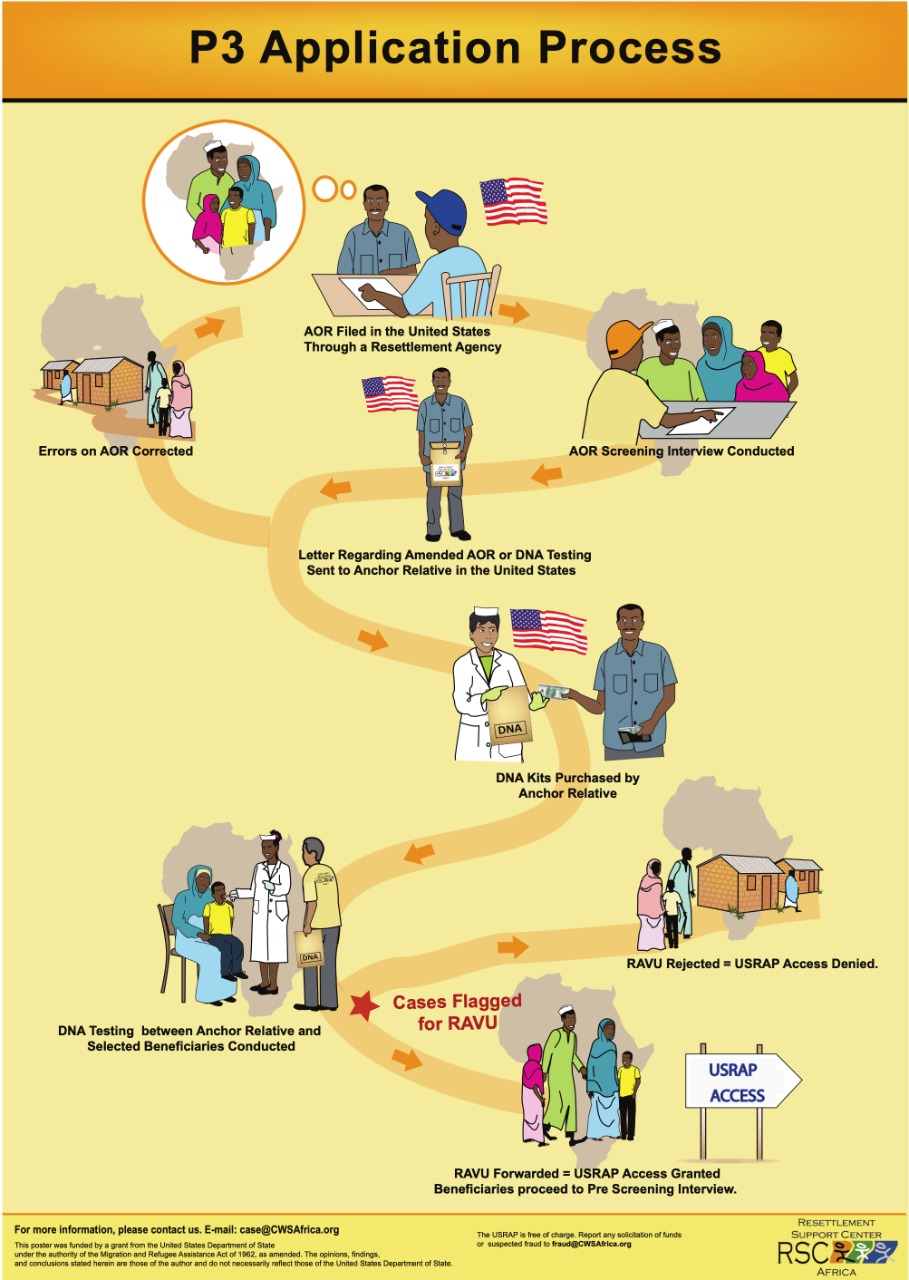 P3 Application Process
AOR Filed in the United States
Through a Resettlement Agency
Errors on AOR Corrected
AOR Screening Interview Conducted
Letter Regarding Amended AOR or DNA Testing
Sent to Anchor Relative in the United States
DNA
DNA Kits Purchased by
Anchor Relative
DNA
DNA Testing between Anchor Relative and
Selected Beneficiaries Conducted
RAVU Rejected = USRAP Access Denied.
Cases Flagged
for RAVU
USRAP
ACCESS
RAVU Forwarded = USRAP Access Granted
Beneficiaries proceed to Pre Screening Interview.
For more information, please contact us. E-mail: case@CWSAfrica.org
This poster was funded by a grant from the United States Department of State
under the authority of the Migration and Refugee Assistance Act of 1962, as amended. The opinions, findings,
and conclusions stated herein are those of the author and do not necessarily reflect those of the United States Department of State.
The USRAP is free of charge. Report any solicitation of funds
or suspected fraud to fraud@CWSAfrica.org
Resettlement
Support Center
RSC
Africa